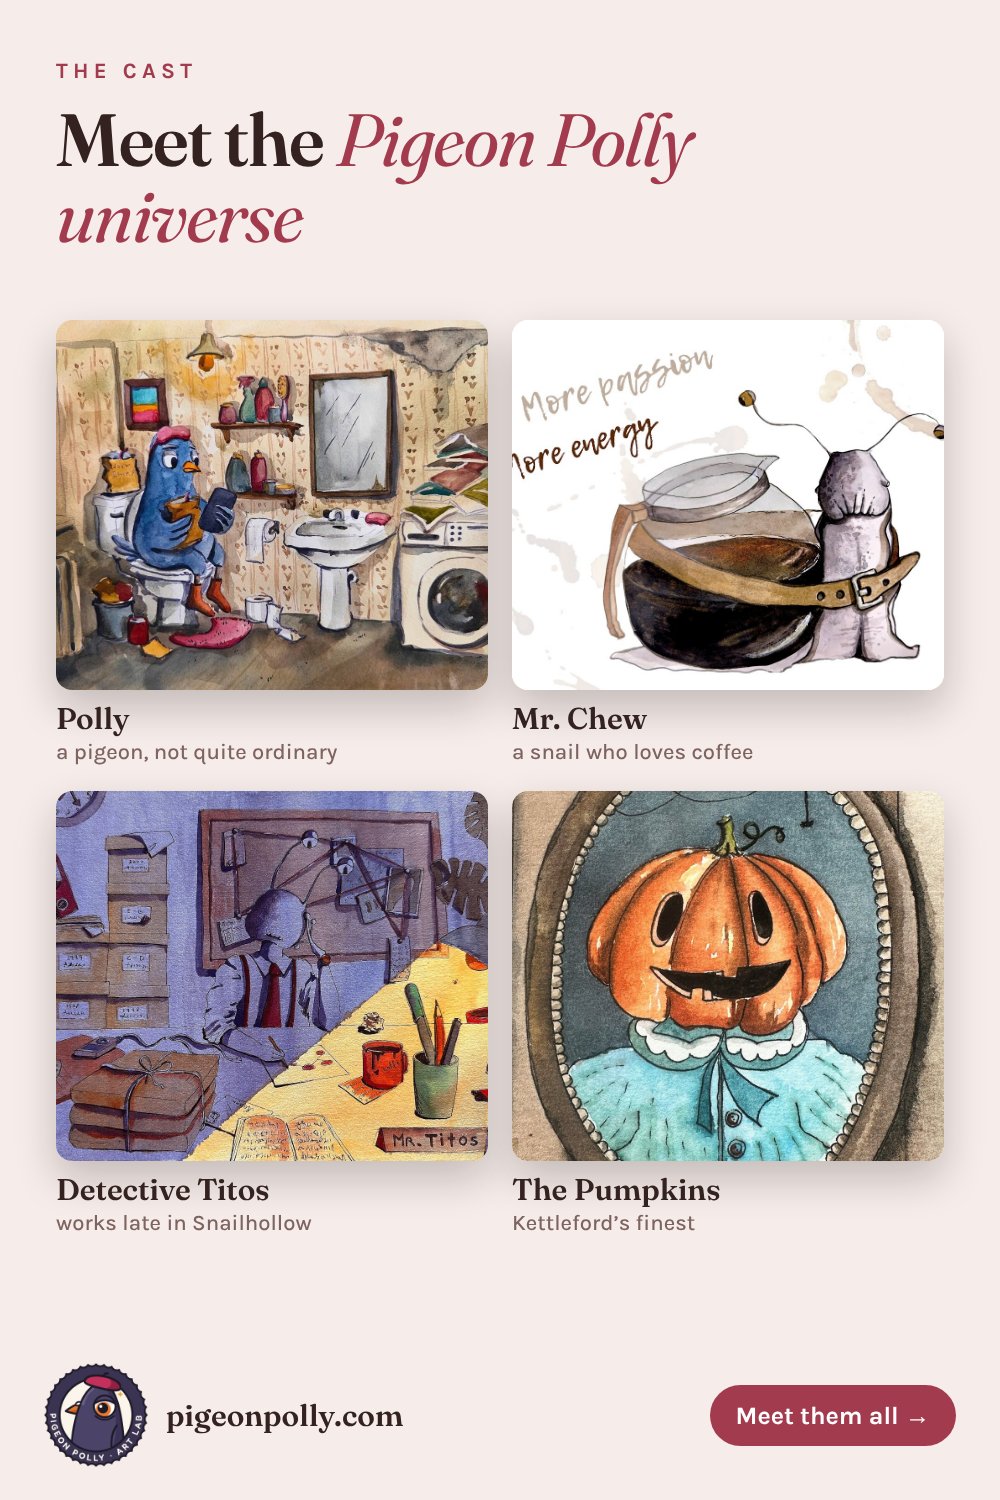 THE CAST
Meet the Pigeon Polly
universe
More passion
More energy
Polly
a pigeon, not quite ordinary
Mr. Chew
a snail who loves coffee
MR. Titos
Detective Titos
works late in Snailhollow
The Pumpkins
Kettleford’s finest
PIGEON POLLY · ART LAB
pigeonpolly.com
Meet them all →